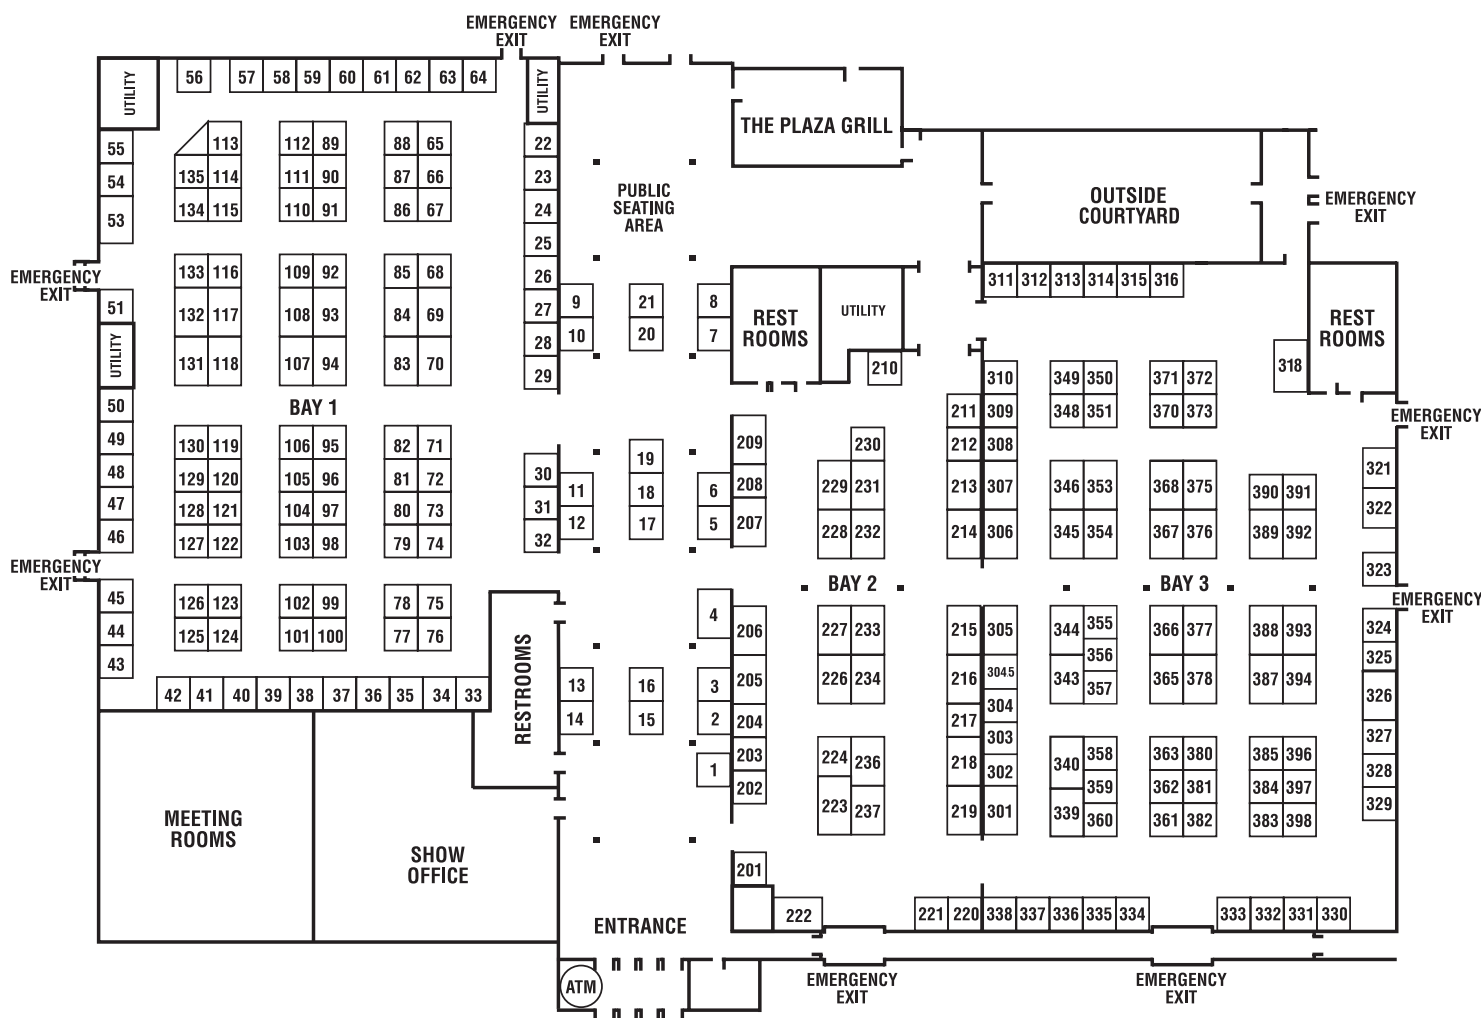 EMERGENCY EXIT
EMERGENCY EXIT
56 57 58 59 60 61 62 63 64
UTILITY
UTILITY
THE PLAZA GRILL
55 113 112 89 88 65 22
54 135 114 111 90 87 66 23
53 134 115 110 91 86 67 24
PUBLIC
SEATING
AREA
OUTSIDE
COURTYARD
EMERGENCY
EXIT
25
EMERGENCY
EXIT
133 116 109 92 85 68 26
311 312 313 314 315 316
51 132 117 108 93 84 69 27 9 21 8
REST
ROOMS
UTILITY
REST
ROOMS
UTILITY
131 118 107 94 83 70 28 10 20 7
29
210
318
310 349 350 371 372
BAY 1
50
211 309 348 351 370 373
EMERGENCY
EXIT
49 130 119 106 95 82 71
209 230 212 308
48 129 120 105 96 81 72 30 19
47 128 121 104 97 80 73 31 11 18 6 208 229 231 213 307 346 353 368 375 390 391 321
46 127 122 103 98 79 74 32 12 17 5 207 228 232 214 306 345 354 367 376 389 392 322
EMERGENCY
EXIT
323
BAY 2
BAY 3
EMERGENCY
EXIT
45 126 123 102 99 78 75
4 206 227 233 215 305 344 355 366 377 388 393 324
44 125 124 101 100 77 76
356 325
43
RESTROOMS
13 16 3 205 226 234 216 304.5 343 357 365 378 387 394 326
42 41 40 39 38 37 36 35 34 33
14 15 2 204 217 304
303 327
1 203 224 236 218 302 340 358 363 380 385 396 328
202 223 237 219 301 339 359 362 381 384 397 329
360 361 382 383 398
MEETING
ROOMS
SHOW
OFFICE
201
ENTRANCE
222 221 220 338 337 336 335 334 333 332 331 330
ATM
EMERGENCY
EXIT
EMERGENCY
EXIT